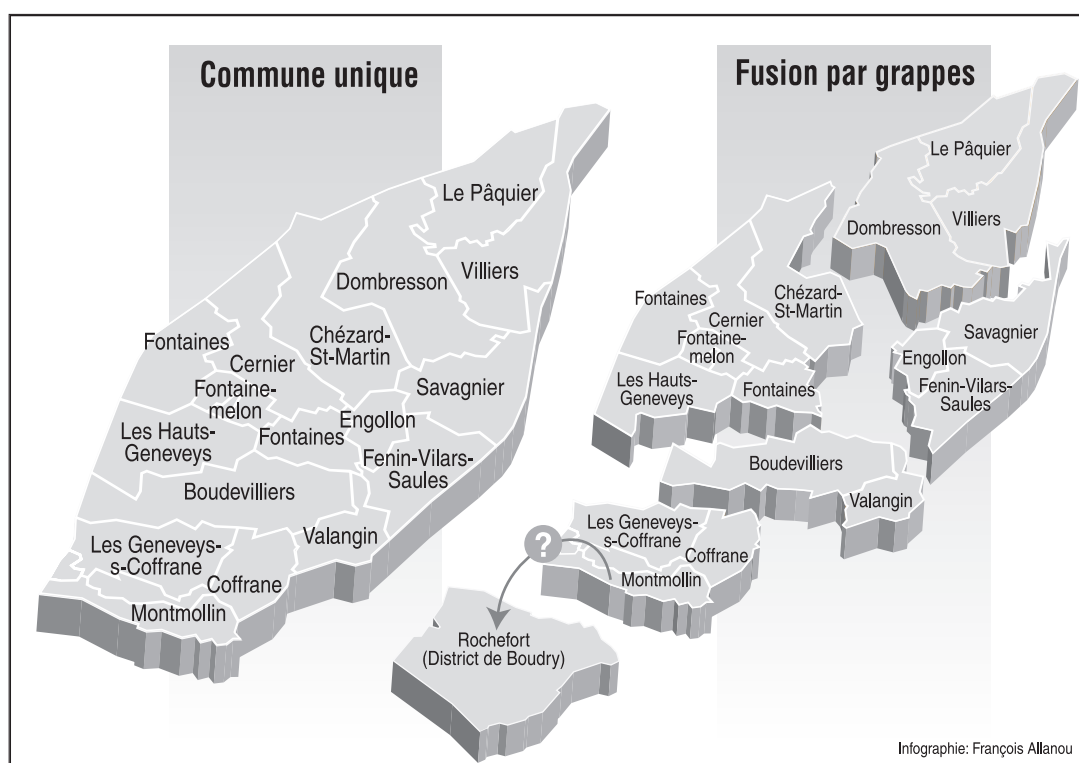 Commune unique
Le Pâquier
Villiers
Dombresson
Chézard-
St-Martin
Fontaines
Cernier
Fontaine-
melon
Savagnier
Engollon
Les Hauts-
Geneveys
Fontaines
Fenin-Vilars-
Saules
Boudevilliers
Valangin
Les Geneveys-
s-Coffrane
Coffrane
Montmollin
Fusion par grappes
Le Pâquier
Villiers
Dombresson
Fontaines
Chézard-
St-Martin
Cernier
Fontaine-
melon
Savagnier
Engollon
Les Hauts-
Geneveys
Fontaines
Fenin-Vilars-
Saules
Boudevilliers
Valangin
Les Geneveys-
s-Coffrane
Coffrane
Montmollin
?
Rochefort
(District de Boudry)
Infographie: François Allanou